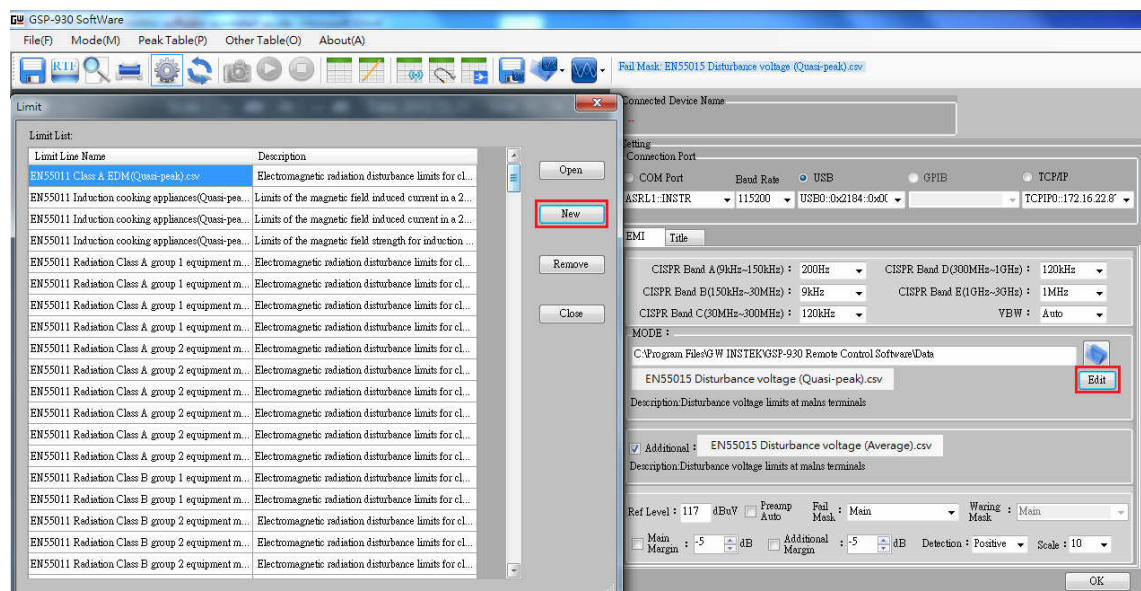 GW GSP-930 SoftWare
File(F) Mode(M) Peak Table(P) Other Table(O) About(A)
RTF
Fail Mask: EN55015 Disturbance voltage (Quasi-peak).csv
Limit
Limit List:
Limit Line Name Description
EN55011 Class A EDM(Quasi-peak).csv Electromagnetic radiation disturbance limits for cl...
EN55011 Induction cooking appliances(Quasi-pea... Limits of the magnetic field induced current in a 2...
EN55011 Induction cooking appliances(Quasi-pea... Limits of the magnetic field induced current in a 2...
EN55011 Induction cooking appliances(Quasi-pea... Limits of the magnetic field strength for induction ...
EN55011 Radiation Class A group 1 equipment m... Electromagnetic radiation disturbance limits for cl...
EN55011 Radiation Class A group 1 equipment m... Electromagnetic radiation disturbance limits for cl...
EN55011 Radiation Class A group 1 equipment m... Electromagnetic radiation disturbance limits for cl...
EN55011 Radiation Class A group 1 equipment m... Electromagnetic radiation disturbance limits for cl...
EN55011 Radiation Class A group 2 equipment m... Electromagnetic radiation disturbance limits for cl...
EN55011 Radiation Class A group 2 equipment m... Electromagnetic radiation disturbance limits for cl...
EN55011 Radiation Class A group 2 equipment m... Electromagnetic radiation disturbance limits for cl...
EN55011 Radiation Class A group 2 equipment m... Electromagnetic radiation disturbance limits for cl...
EN55011 Radiation Class A group 2 equipment m... Electromagnetic radiation disturbance limits for cl...
EN55011 Radiation Class B group 1 equipment m... Electromagnetic radiation disturbance limits for cl...
EN55011 Radiation Class B group 1 equipment m... Electromagnetic radiation disturbance limits for cl...
EN55011 Radiation Class B group 1 equipment m... Electromagnetic radiation disturbance limits for cl...
EN55011 Radiation Class B group 2 equipment m... Electromagnetic radiation disturbance limits for cl...
EN55011 Radiation Class B group 2 equipment m... Electromagnetic radiation disturbance limits for cl...
EN55011 Radiation Class B group 2 equipment m... Electromagnetic radiation disturbance limits for cl...
Open
New
Remove
Close
Connected Device Name
--
Setting
Connection Port
COM Port Baud Rate USB GPIB TCP/IP
ASRL1::INSTR 115200 USB0::0x2184::0x0( TCPIP0::172.16.22.8
EMI Title
CISPR Band A(9kHz~150kHz) : 200Hz CISPR Band D(300MHz~1GHz) : 120kHz
CISPR Band B(150kHz~30MHz) : 9kHz CISPR Band E(1GHz~3GHz) : 1MHz
CISPR Band C(30MHz~300MHz) : 120kHz VBW : Auto
MODE :
C:\Program Files\GW INSTEK\GSP-930 Remote Control Software\Data
EN55015 Disturbance voltage (Quasi-peak).csv Edit
Description:Disturbance voltage limits at malns terminals
Additional : EN55015 Disturbance voltage (Average).csv
Description:Disturbance voltage limits at malns terminals
Ref Level : 117 dBuV Preamp Auto Fail Mask : Main Waring Mask : Main
Main Margin : -5 dB Additional Margin : -5 dB Detection : Positive Scale : 10
OK